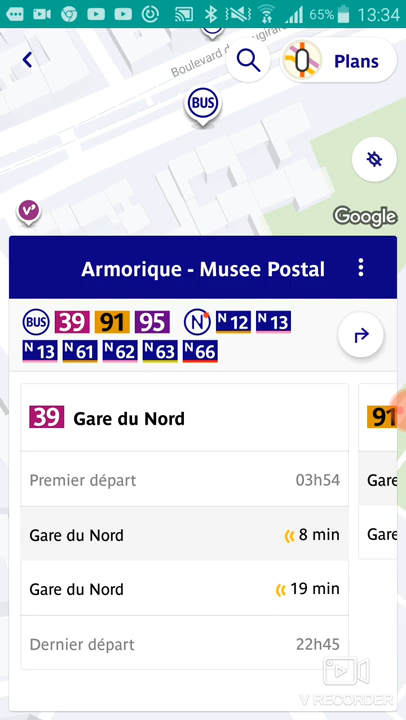 65% 13:34
Boulevard de Vaugirard
Plans
BUS
V'
Google
Armorique - Musee Postal
BUS 39 91 95 N N 12 N 13
N 13 N 61 N 62 N 63 N 66
39 Gare du Nord
91
Premier départ 03h54
Gare
Gare du Nord 8 min
Gare
Gare du Nord 19 min
Dernier départ 22h45
V RECORDER